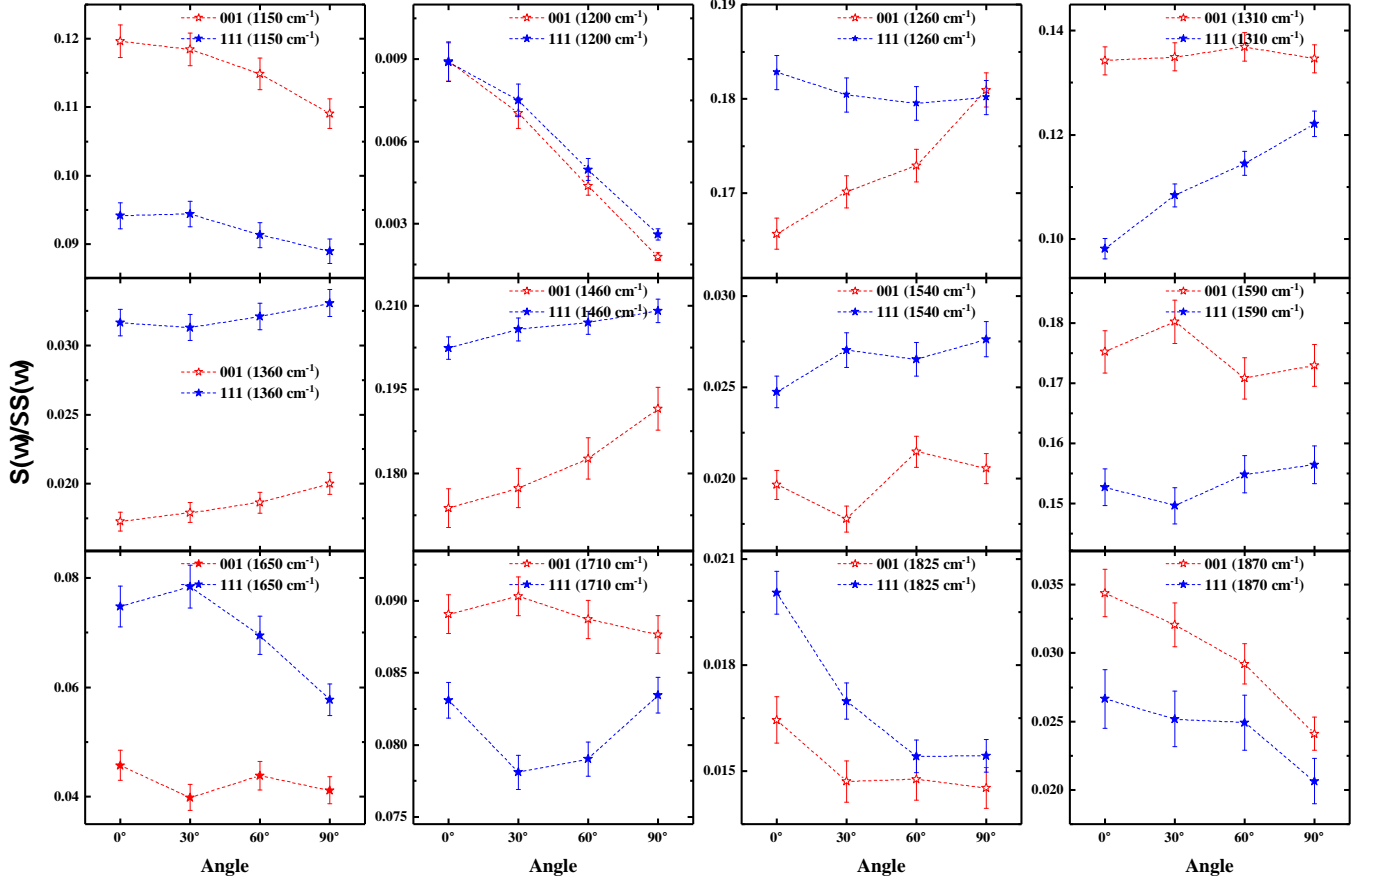 S(w)/SS(w)
001 (1150 cm-1)
111 (1150 cm-1)
0.12
0.11
0.10
0.09
001 (1200 cm-1)
111 (1200 cm-1)
0.009
0.006
0.003
001 (1260 cm-1)
111 (1260 cm-1)
0.19
0.18
0.17
001 (1310 cm-1)
111 (1310 cm-1)
0.14
0.12
0.10
001 (1360 cm-1)
111 (1360 cm-1)
0.030
0.025
0.020
001 (1460 cm-1)
111 (1460 cm-1)
0.210
0.195
0.180
001 (1540 cm-1)
111 (1540 cm-1)
0.030
0.025
0.020
001 (1590 cm-1)
111 (1590 cm-1)
0.18
0.17
0.16
0.15
001 (1650 cm-1)
111 (1650 cm-1)
0.08
0.06
0.04
0° 30° 60° 90°
Angle
001 (1710 cm-1)
111 (1710 cm-1)
0.090
0.085
0.080
0.075
0° 30° 60° 90°
Angle
001 (1825 cm-1)
111 (1825 cm-1)
0.021
0.018
0.015
0° 30° 60° 90°
Angle
001 (1870 cm-1)
111 (1870 cm-1)
0.035
0.030
0.025
0.020
0° 30° 60° 90°
Angle